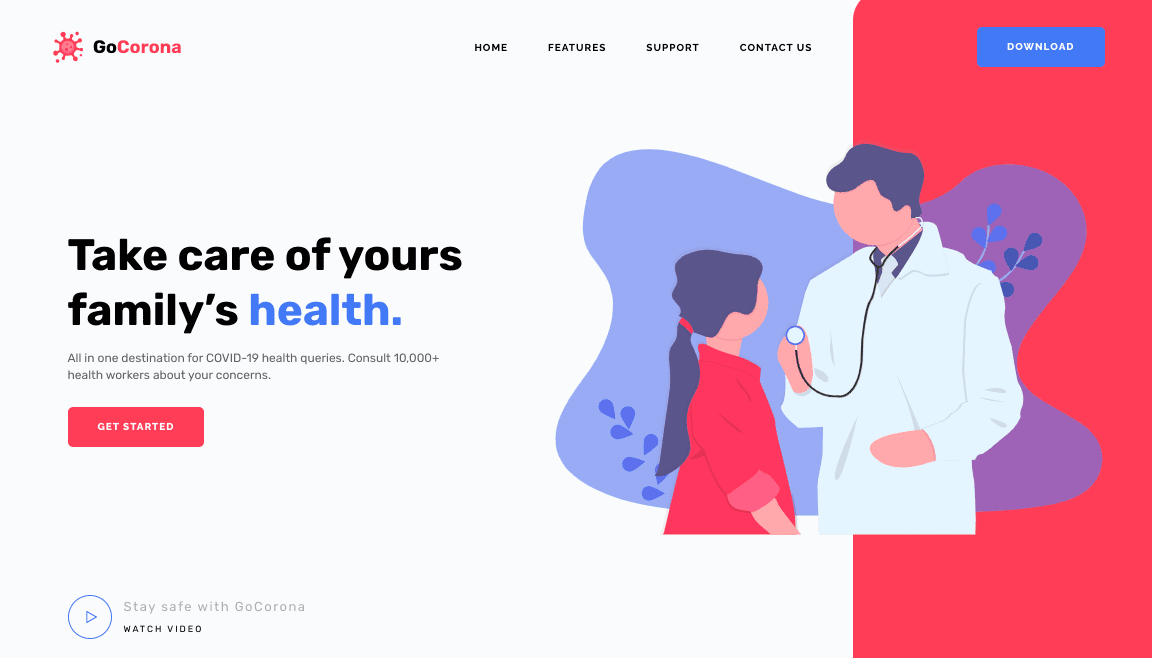 GoCorona
HOME
FEATURES
SUPPORT
CONTACT US
DOWNLOAD
Take care of yours
family’s health.
All in one destination for COVID-19 health queries. Consult 10,000+
health workers about your concerns.
GET STARTED
Stay safe with GoCorona
WATCH VIDEO